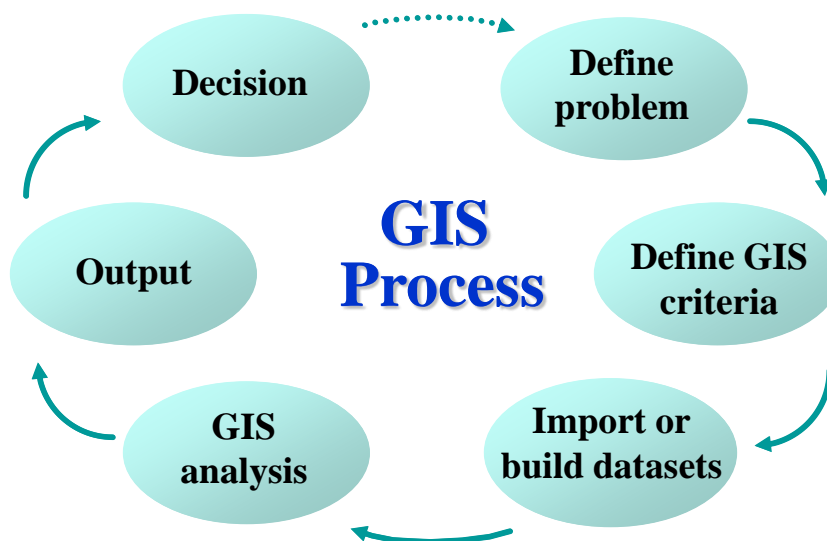 Decision
Define
problem
GIS
Process
Define GIS
criteria
Output
Import or
build datasets
GIS
analysis